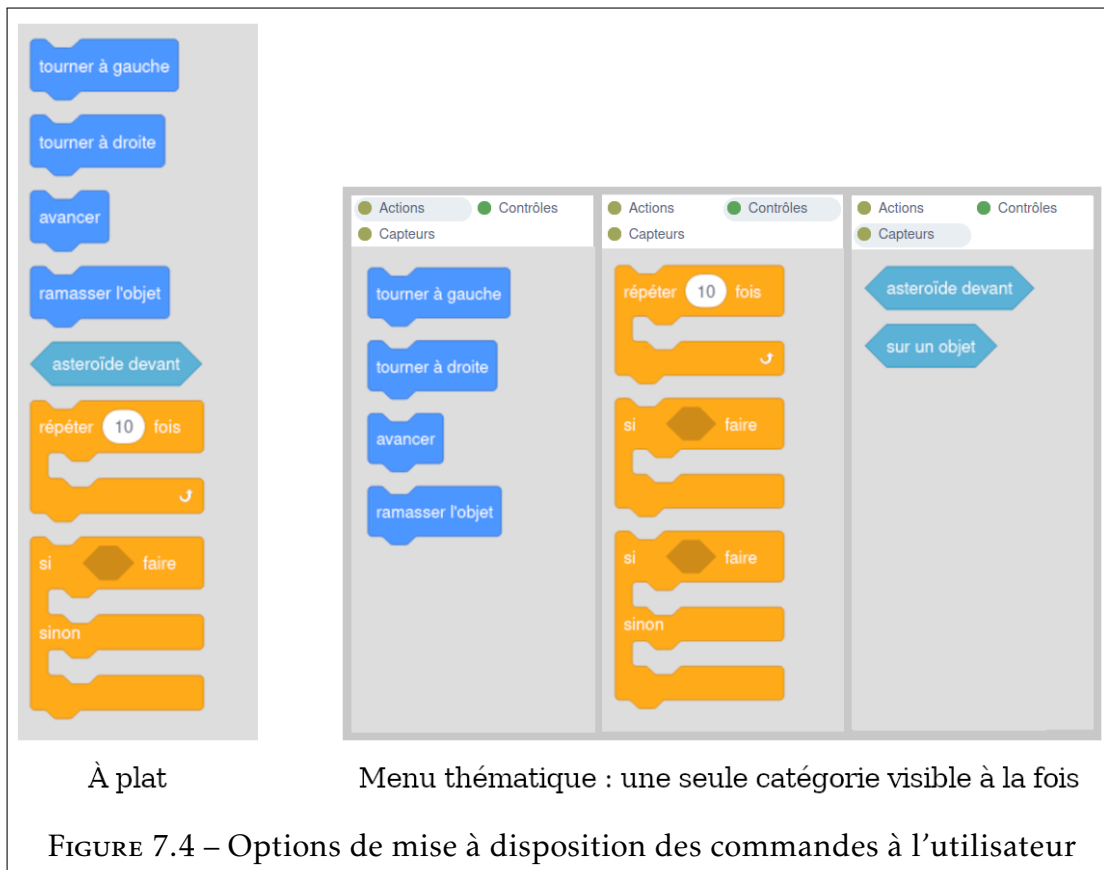 tourner à gauche
tourner à droite
avancer
ramasser l'objet
asteroïde devant
répéter 10 fois
si faire
sinon
À plat
Actions Contrôles
Capteurs
tourner à gauche
tourner à droite
avancer
ramasser l'objet
Actions Contrôles
Capteurs
répéter 10 fois
si faire
si faire
sinon
Actions Contrôles
Capteurs
asteroïde devant
sur un objet
Menu thématique : une seule catégorie visible à la fois
FIGURE 7.4 – Options de mise à disposition des commandes à l'utilisateur